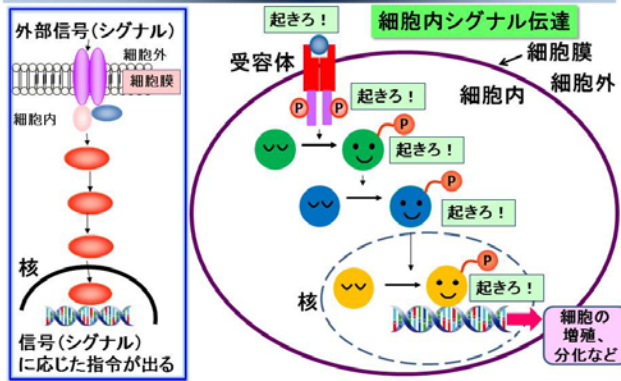 外部信号(シグナル)
細胞外
細胞膜
細胞内
核
信号(シグナル)
に応じた指令が出る
細胞内シグナル伝達
起きろ!
受容体
細胞膜
細胞外
細胞内
P
P
起きろ!
P
起きろ!
P
起きろ!
P
核
起きろ!
細胞の
増殖、
分化など